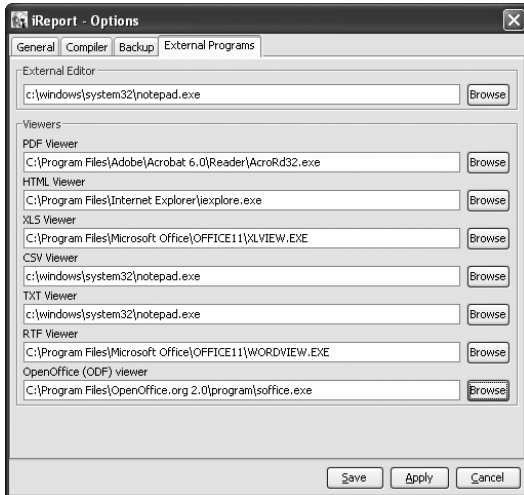 iReport - Options
General Compiler Backup External Programs
External Editor
c:\windows\system32\notepad.exe Browse
Viewers
PDF Viewer
C:\Program Files\Adobe\Acrobat 6.0\Reader\AcroRd32.exe Browse
HTML Viewer
C:\Program Files\Internet Explorer\iexplore.exe Browse
XLS Viewer
C:\Program Files\Microsoft Office\OFFICE11\XLVIEW.EXE Browse
CSV Viewer
c:\windows\system32\notepad.exe Browse
TXT Viewer
c:\windows\system32\notepad.exe Browse
RTF Viewer
C:\Program Files\Microsoft Office\OFFICE11\WORDVIEW.EXE Browse
OpenOffice (ODF) viewer
C:\Program Files\OpenOffice.org 2.0\program\soffice.exe Browse
Save Apply Cancel